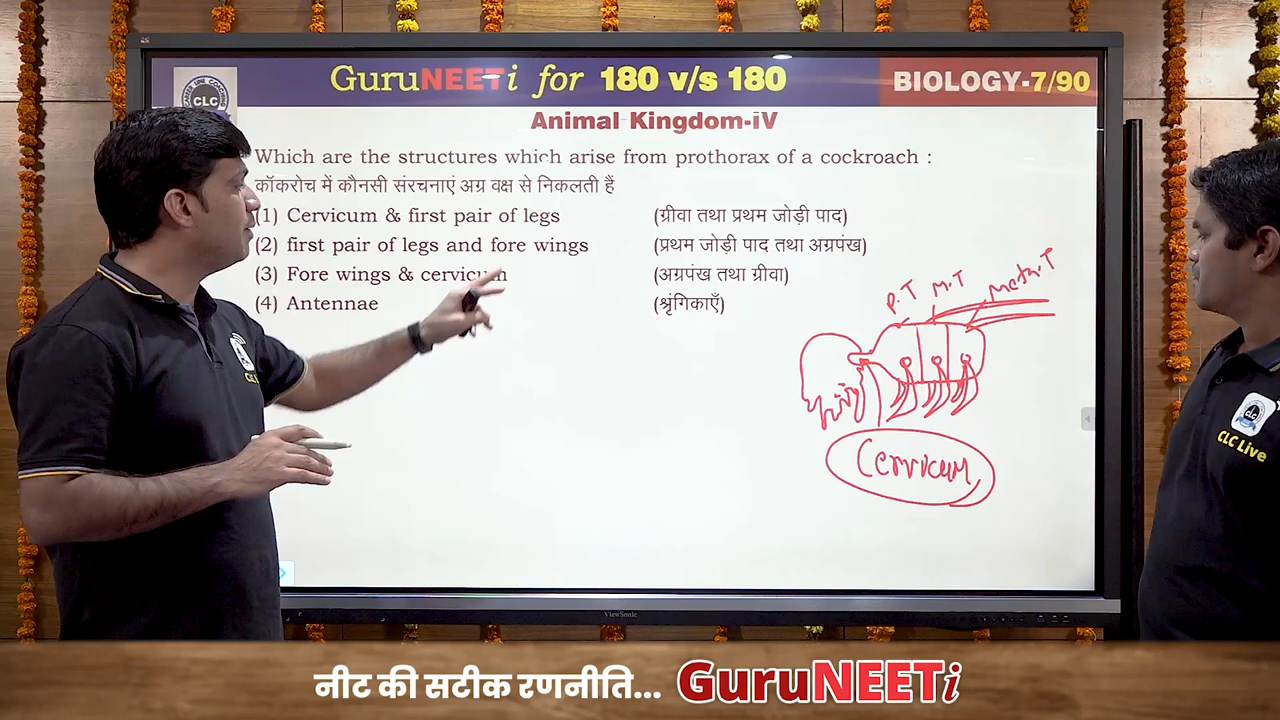 GuruNEETi for 180 v/s 180
BIOLOGY-7/90
CLC
Animal Kingdom-iV
Which are the structures which arise from prothorax of a cockroach :
कॉकरोच में कौनसी संरचनाएं अग्र वक्ष से निकलती हैं
(1) Cervicum & first pair of legs (ग्रीवा तथा प्रथम जोड़ी पाद)
(2) first pair of legs and fore wings (प्रथम जोड़ी पाद तथा अग्रपंख)
(3) Fore wings & cervicum (अग्रपंख तथा ग्रीवा)
(4) Antennae (श्रृंगिकाएँ)
P.T M.T Meta.T
Cervicum
CLC Live
ViewSonic
नीट की सटीक रणनीति... GuruNEETi